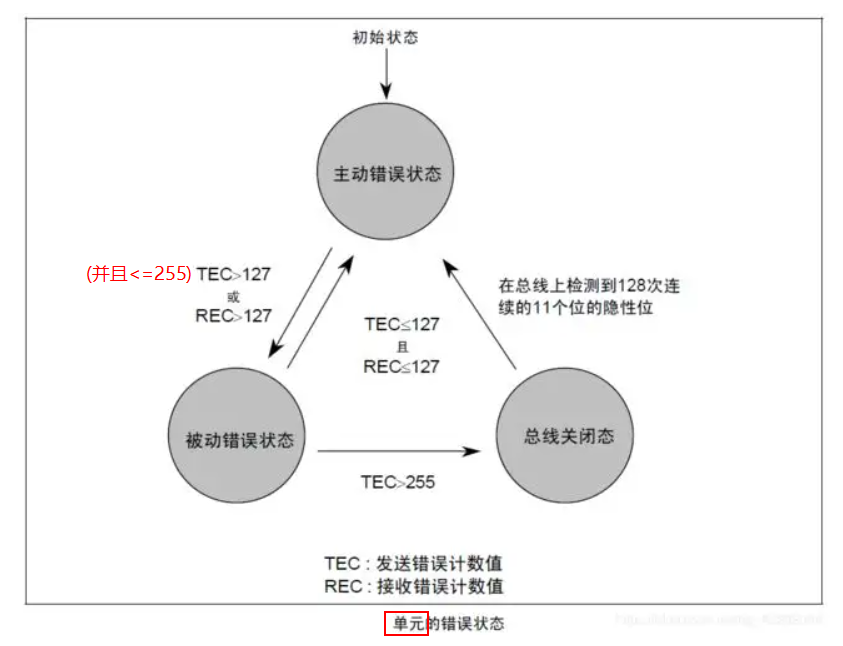 初始状态
主动错误状态
(并且<=255) TEC>127
或
REC>127
在总线上检测到128次连
续的11个位的隐性位
TEC≤127
且
REC≤127
被动错误状态
总线关闭态
TEC>255
TEC : 发送错误计数值
REC : 接收错误计数值
单元的错误状态